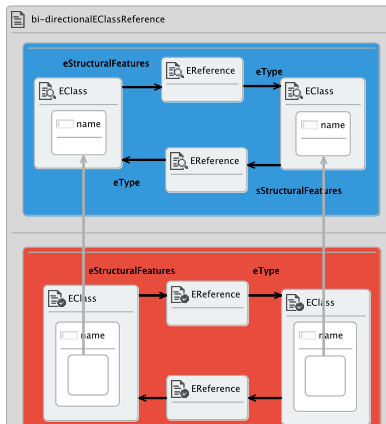 bi-directionalEClassReference
eStructuralFeatures
EReference
eType
EClass
EClass
name
name
EReference
eType
sStructuralFeatures
eStructuralFeatures
eType
EReference
EClass
EClass
name
name
EReference